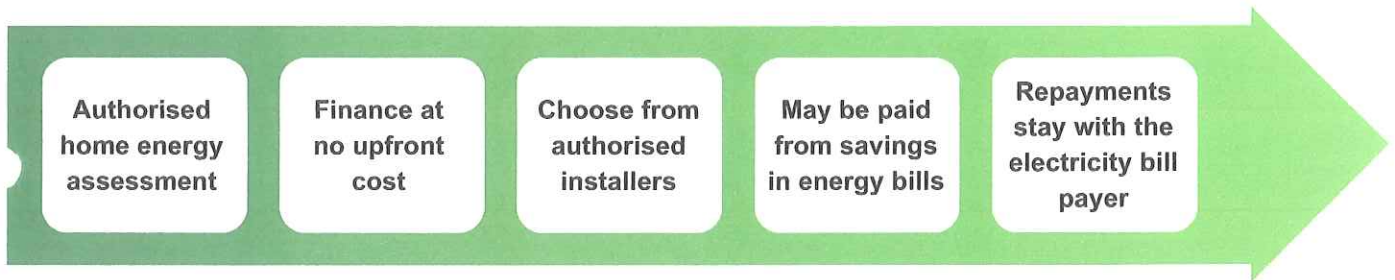 Authorised
home energy
assessment
Finance at
no upfront
cost
Choose from
authorised
installers
May be paid
from savings
in energy bills
Repayments
stay with the
electricity bill
payer